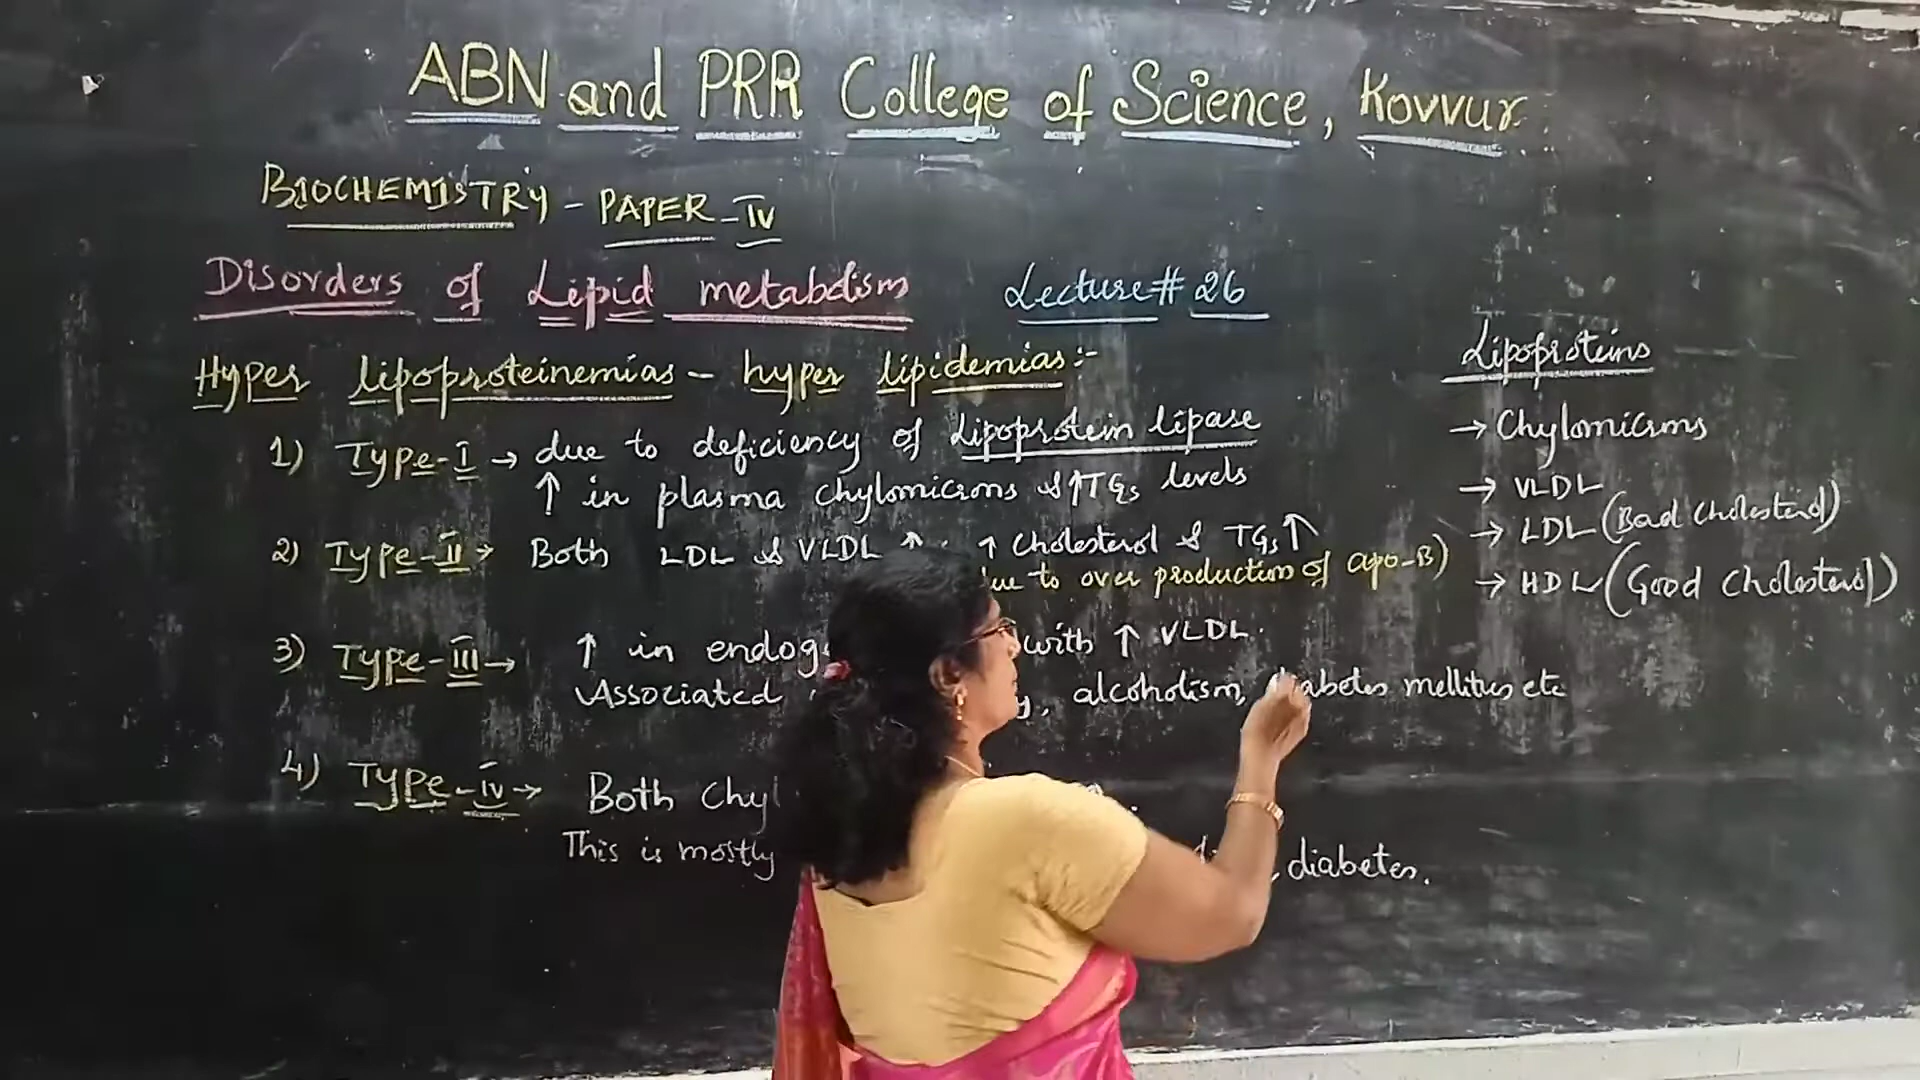 ABN and PRR College of Science, Kovvur.
BIOCHEMISTRY - PAPER - IV
Disorders of Lipid metabolism Lecture # 26
Hyper lipoproteinemias - hyper lipidemias:-
1) Type-I → due to deficiency of Lipoprotein lipase
↑ in plasma chylomicrons & ↑TGs levels
2) Type-II → Both LDL & VLDL ↑ ↑ Cholesterol & TGs ↑
due to over production of apo-B)
3) Type-III → ↑ in with ↑ VLDL.
Associated alcoholism, diabetes mellitus etc
4) Type-IV → Both
This is mostly diabetes.
Lipoproteins
→ Chylomicrons
→ VLDL
→ LDL (Bad Cholesterol)
→ HDL (Good Cholesterol)